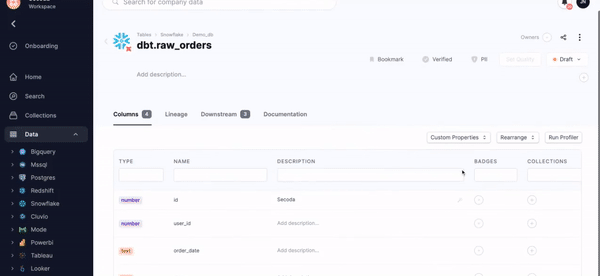 Secoda
Workspace
Search for company data
JN
Onboarding
Home
Search
Collections
Data
Bigquery
Mssql
Postgres
Redshift
Snowflake
Cluvio
Mode
Powerbi
Tableau
Looker
Tables > Snowflake > Demo_db
dbt.raw_orders
Owners
Bookmark
Verified
PII
Draft
Add description...
Columns 4
Lineage
Downstream 3
Documentation
Custom Properties
Rearrange
Run Profiler
TYPE NAME DESCRIPTION BADGES COLLECTIONS
number id Secoda
number user_id Add description...
text order_date Add description...